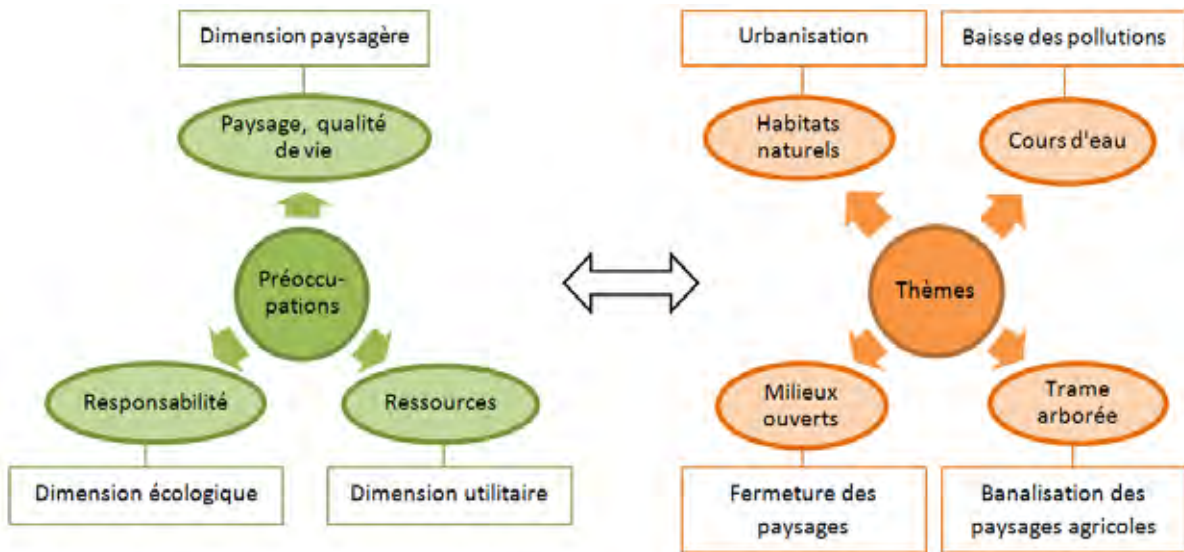 Dimension paysagère
Paysage, qualité
de vie
Préoccu-
pations
Responsabilité
Ressources
Dimension écologique
Dimension utilitaire
Urbanisation
Baisse des pollutions
Habitats
naturels
Cours d'eau
Thèmes
Milieux
ouverts
Trame
arborée
Fermeture des
paysages
Banalisation des
paysages agricoles